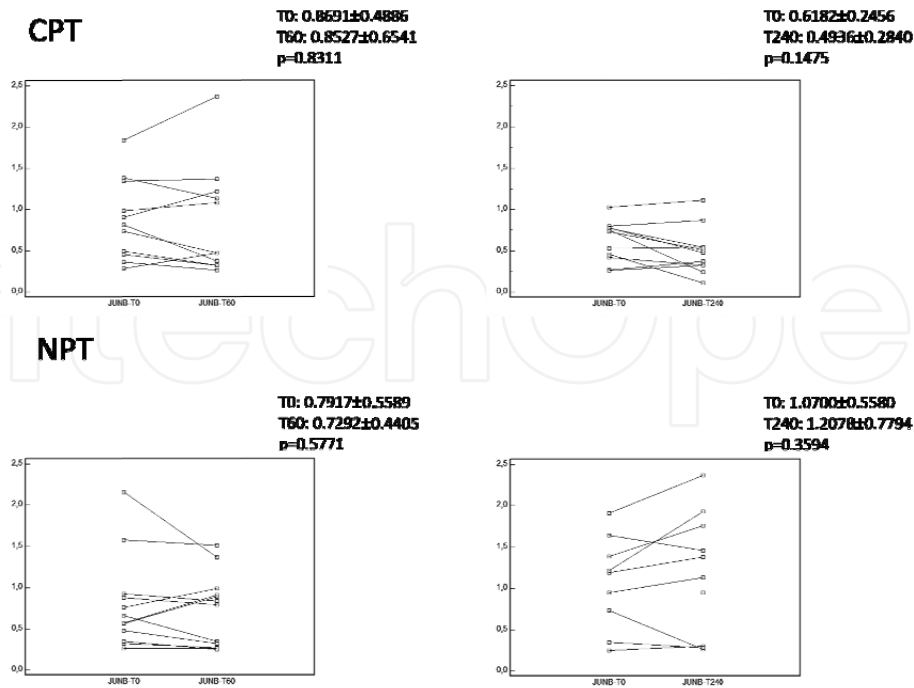 CPT
T0: 0.8691±0.4886
T60: 0.8527±0.6541
p=0.8311
T0: 0.6182±0.2456
T240: 0.4936±0.2840
p=0.1475
2,5
2,0
1,5
1,0
0,5
0,0
JUNB-T0 JUNB-T60
2,5
2,0
1,5
1,0
0,5
0,0
JUNB-T0 JUNB-T240
NPT
T0: 0.7917±0.5589
T60: 0.7292±0.4405
p=0.5771
T0: 1.0700±0.5580
T240: 1.2078±0.7794
p=0.3594
2,5
2,0
1,5
1,0
0,5
0,0
JUNB-T0 JUNB-T60
2,5
2,0
1,5
1,0
0,5
0,0
JUNB-T0 JUNB-T240